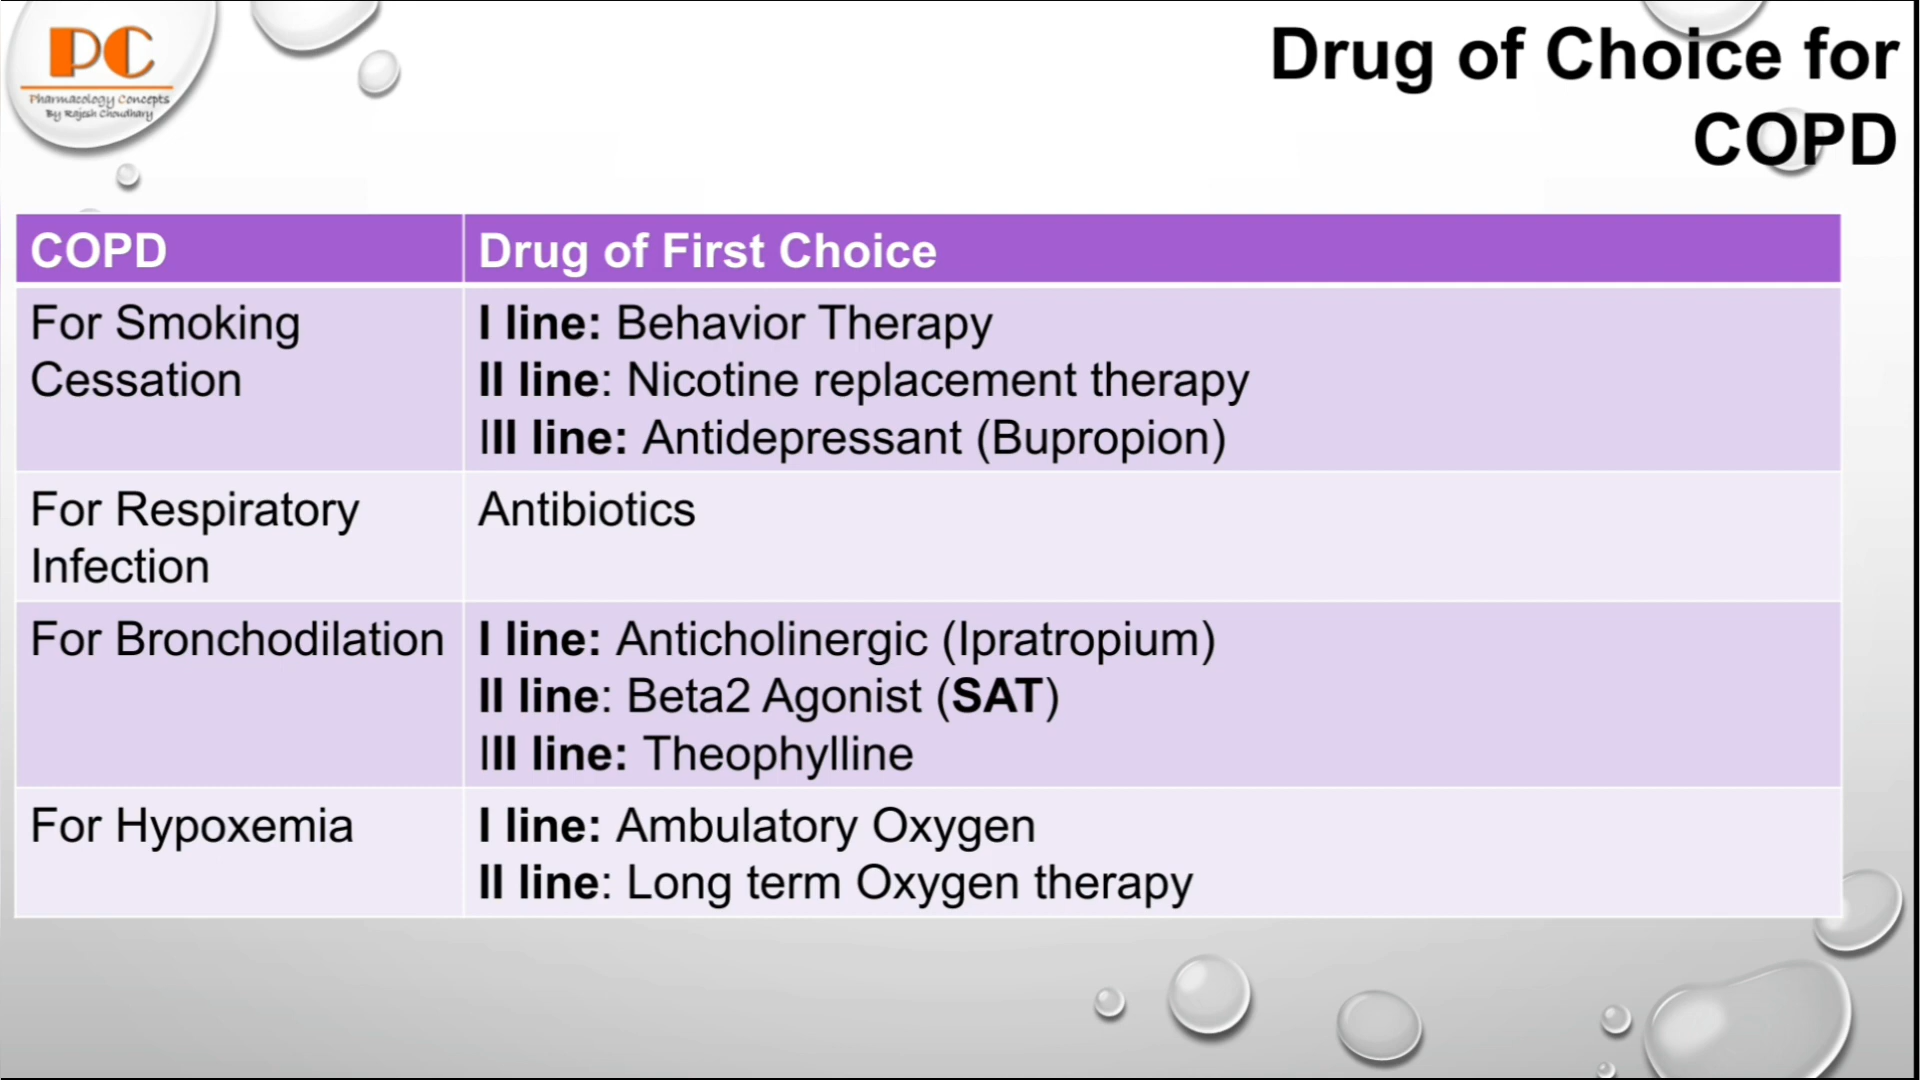 PC
Pharmacology Concepts
By Rajesh Choudhary
Drug of Choice for
COPD
COPD
Drug of First Choice
For Smoking
Cessation
I line: Behavior Therapy
II line: Nicotine replacement therapy
III line: Antidepressant (Bupropion)
For Respiratory
Infection
Antibiotics
For Bronchodilation
I line: Anticholinergic (Ipratropium)
II line: Beta2 Agonist (SAT)
III line: Theophylline
For Hypoxemia
I line: Ambulatory Oxygen
II line: Long term Oxygen therapy